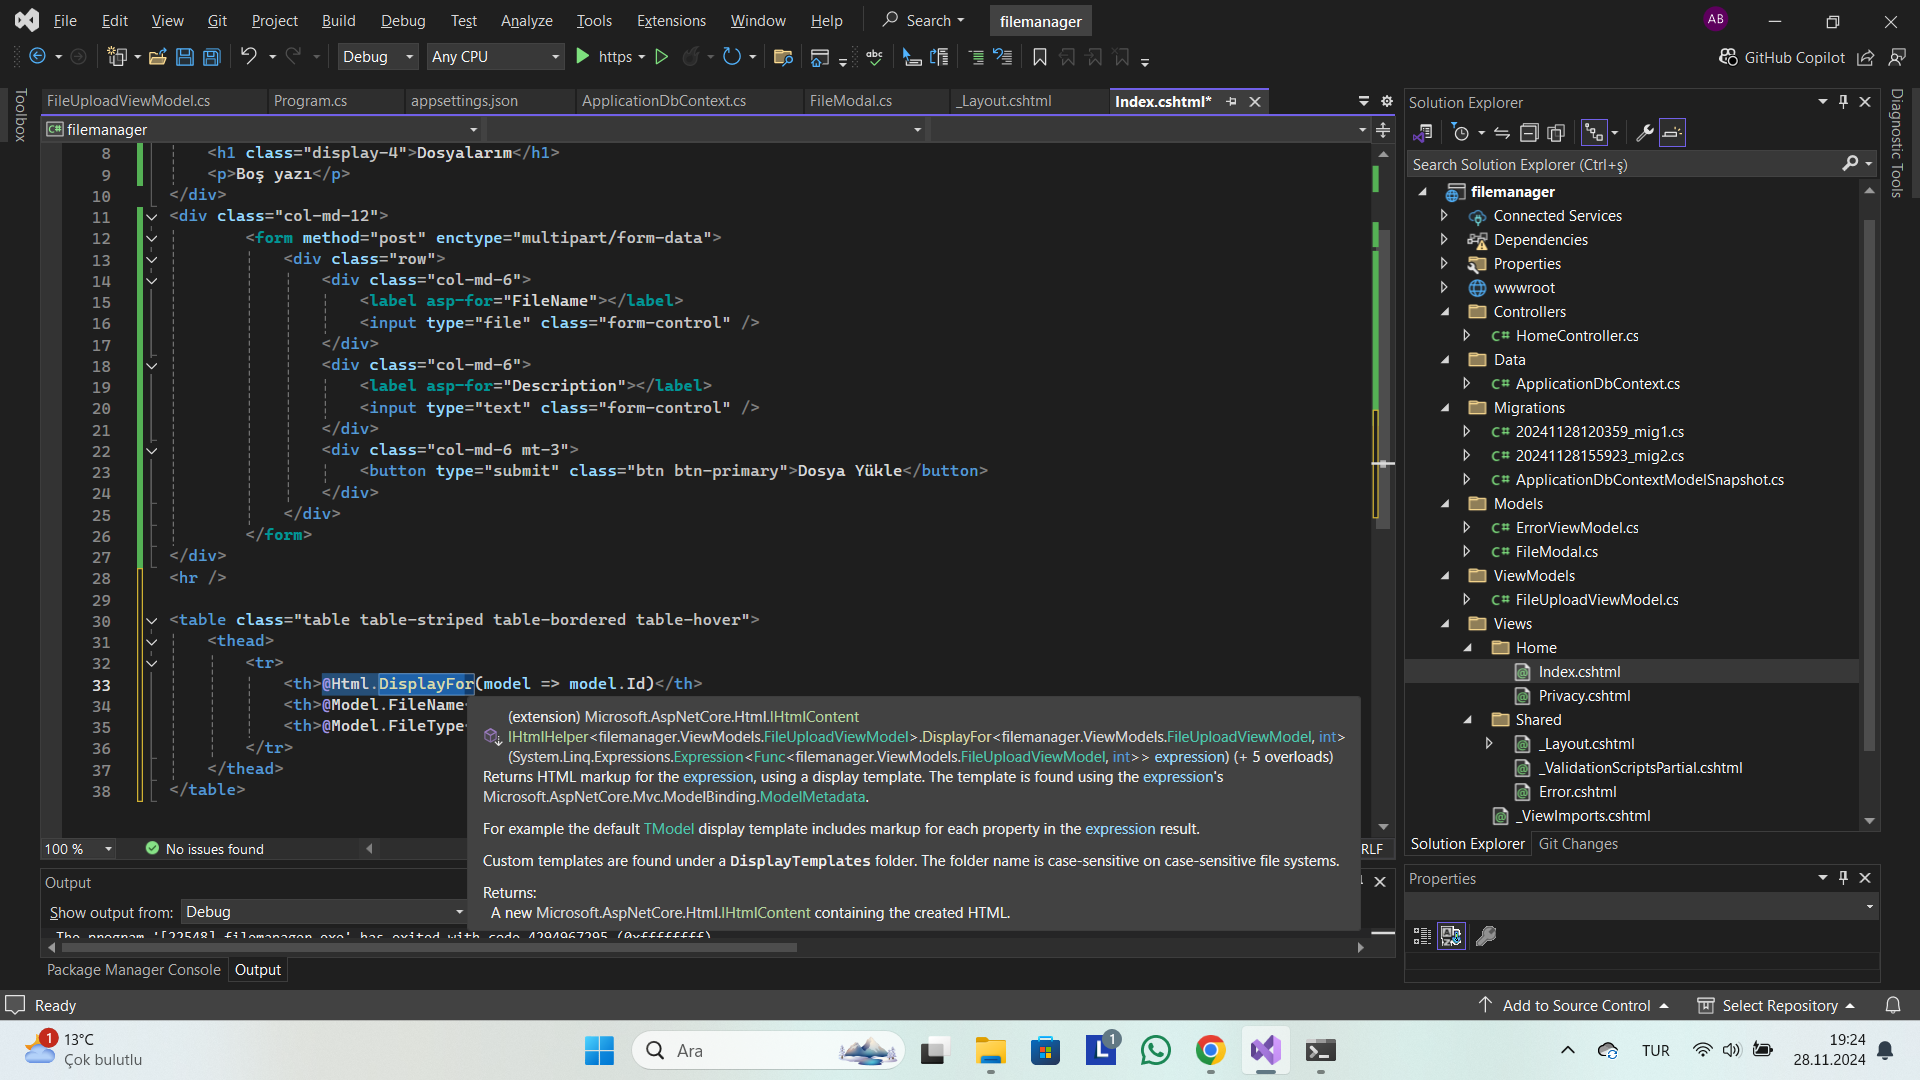 File Edit View Git Project Build Debug Test Analyze Tools Extensions Window Help Search filemanager AB
Debug Any CPU https GitHub Copilot
Toolbox
FileUploadViewModel.cs Program.cs appsettings.json ApplicationDbContext.cs FileModal.cs _Layout.cshtml Index.cshtml*
filemanager
8 <h1 class="display-4">Dosyalarım</h1>
9 <p>Boş yazı</p>
10 </div>
11 <div class="col-md-12">
12 <form method="post" enctype="multipart/form-data">
13 <div class="row">
14 <div class="col-md-6">
15 <label asp-for="FileName"></label>
16 <input type="file" class="form-control" />
17 </div>
18 <div class="col-md-6">
19 <label asp-for="Description"></label>
20 <input type="text" class="form-control" />
21 </div>
22 <div class="col-md-6 mt-3">
23 <button type="submit" class="btn btn-primary">Dosya Yükle</button>
24 </div>
25 </div>
26 </form>
27 </div>
28 <hr />
29
30 <table class="table table-striped table-bordered table-hover">
31 <thead>
32 <tr>
33 <th>@Html.DisplayFor(model => model.Id)</th>
34 <th>@Model.FileName<
35 <th>@Model.FileType<
36 </tr>
37 </thead>
38 </table>
(extension) Microsoft.AspNetCore.Html.IHtmlContent
IHtmlHelper<filemanager.ViewModels.FileUploadViewModel>.DisplayFor<filemanager.ViewModels.FileUploadViewModel, int>
(System.Linq.Expressions.Expression<Func<filemanager.ViewModels.FileUploadViewModel, int>> expression) (+ 5 overloads)
Returns HTML markup for the expression, using a display template. The template is found using the expression's
Microsoft.AspNetCore.Mvc.ModelBinding.ModelMetadata.
For example the default TModel display template includes markup for each property in the expression result.
Custom templates are found under a DisplayTemplates folder. The folder name is case-sensitive on case-sensitive file systems.
Returns:
A new Microsoft.AspNetCore.Html.IHtmlContent containing the created HTML.
100 % No issues found RLF
Output
Show output from: Debug
The program '[22548] filemanager.exe' has exited with code 4294967295 (0xffffffff).
Package Manager Console Output
Solution Explorer
Search Solution Explorer (Ctrl+ş)
filemanager
Connected Services
Dependencies
Properties
wwwroot
Controllers
C# HomeController.cs
Data
C# ApplicationDbContext.cs
Migrations
C# 20241128120359_mig1.cs
C# 20241128155923_mig2.cs
C# ApplicationDbContextModelSnapshot.cs
Models
C# ErrorViewModel.cs
C# FileModal.cs
ViewModels
C# FileUploadViewModel.cs
Views
Home
Index.cshtml
Privacy.cshtml
Shared
_Layout.cshtml
_ValidationScriptsPartial.cshtml
Error.cshtml
_ViewImports.cshtml
Solution Explorer Git Changes
Properties
Diagnostic Tools
Ready Add to Source Control Select Repository
1 13°C
Çok bulutlu
Ara
1
TUR
19:24
28.11.2024